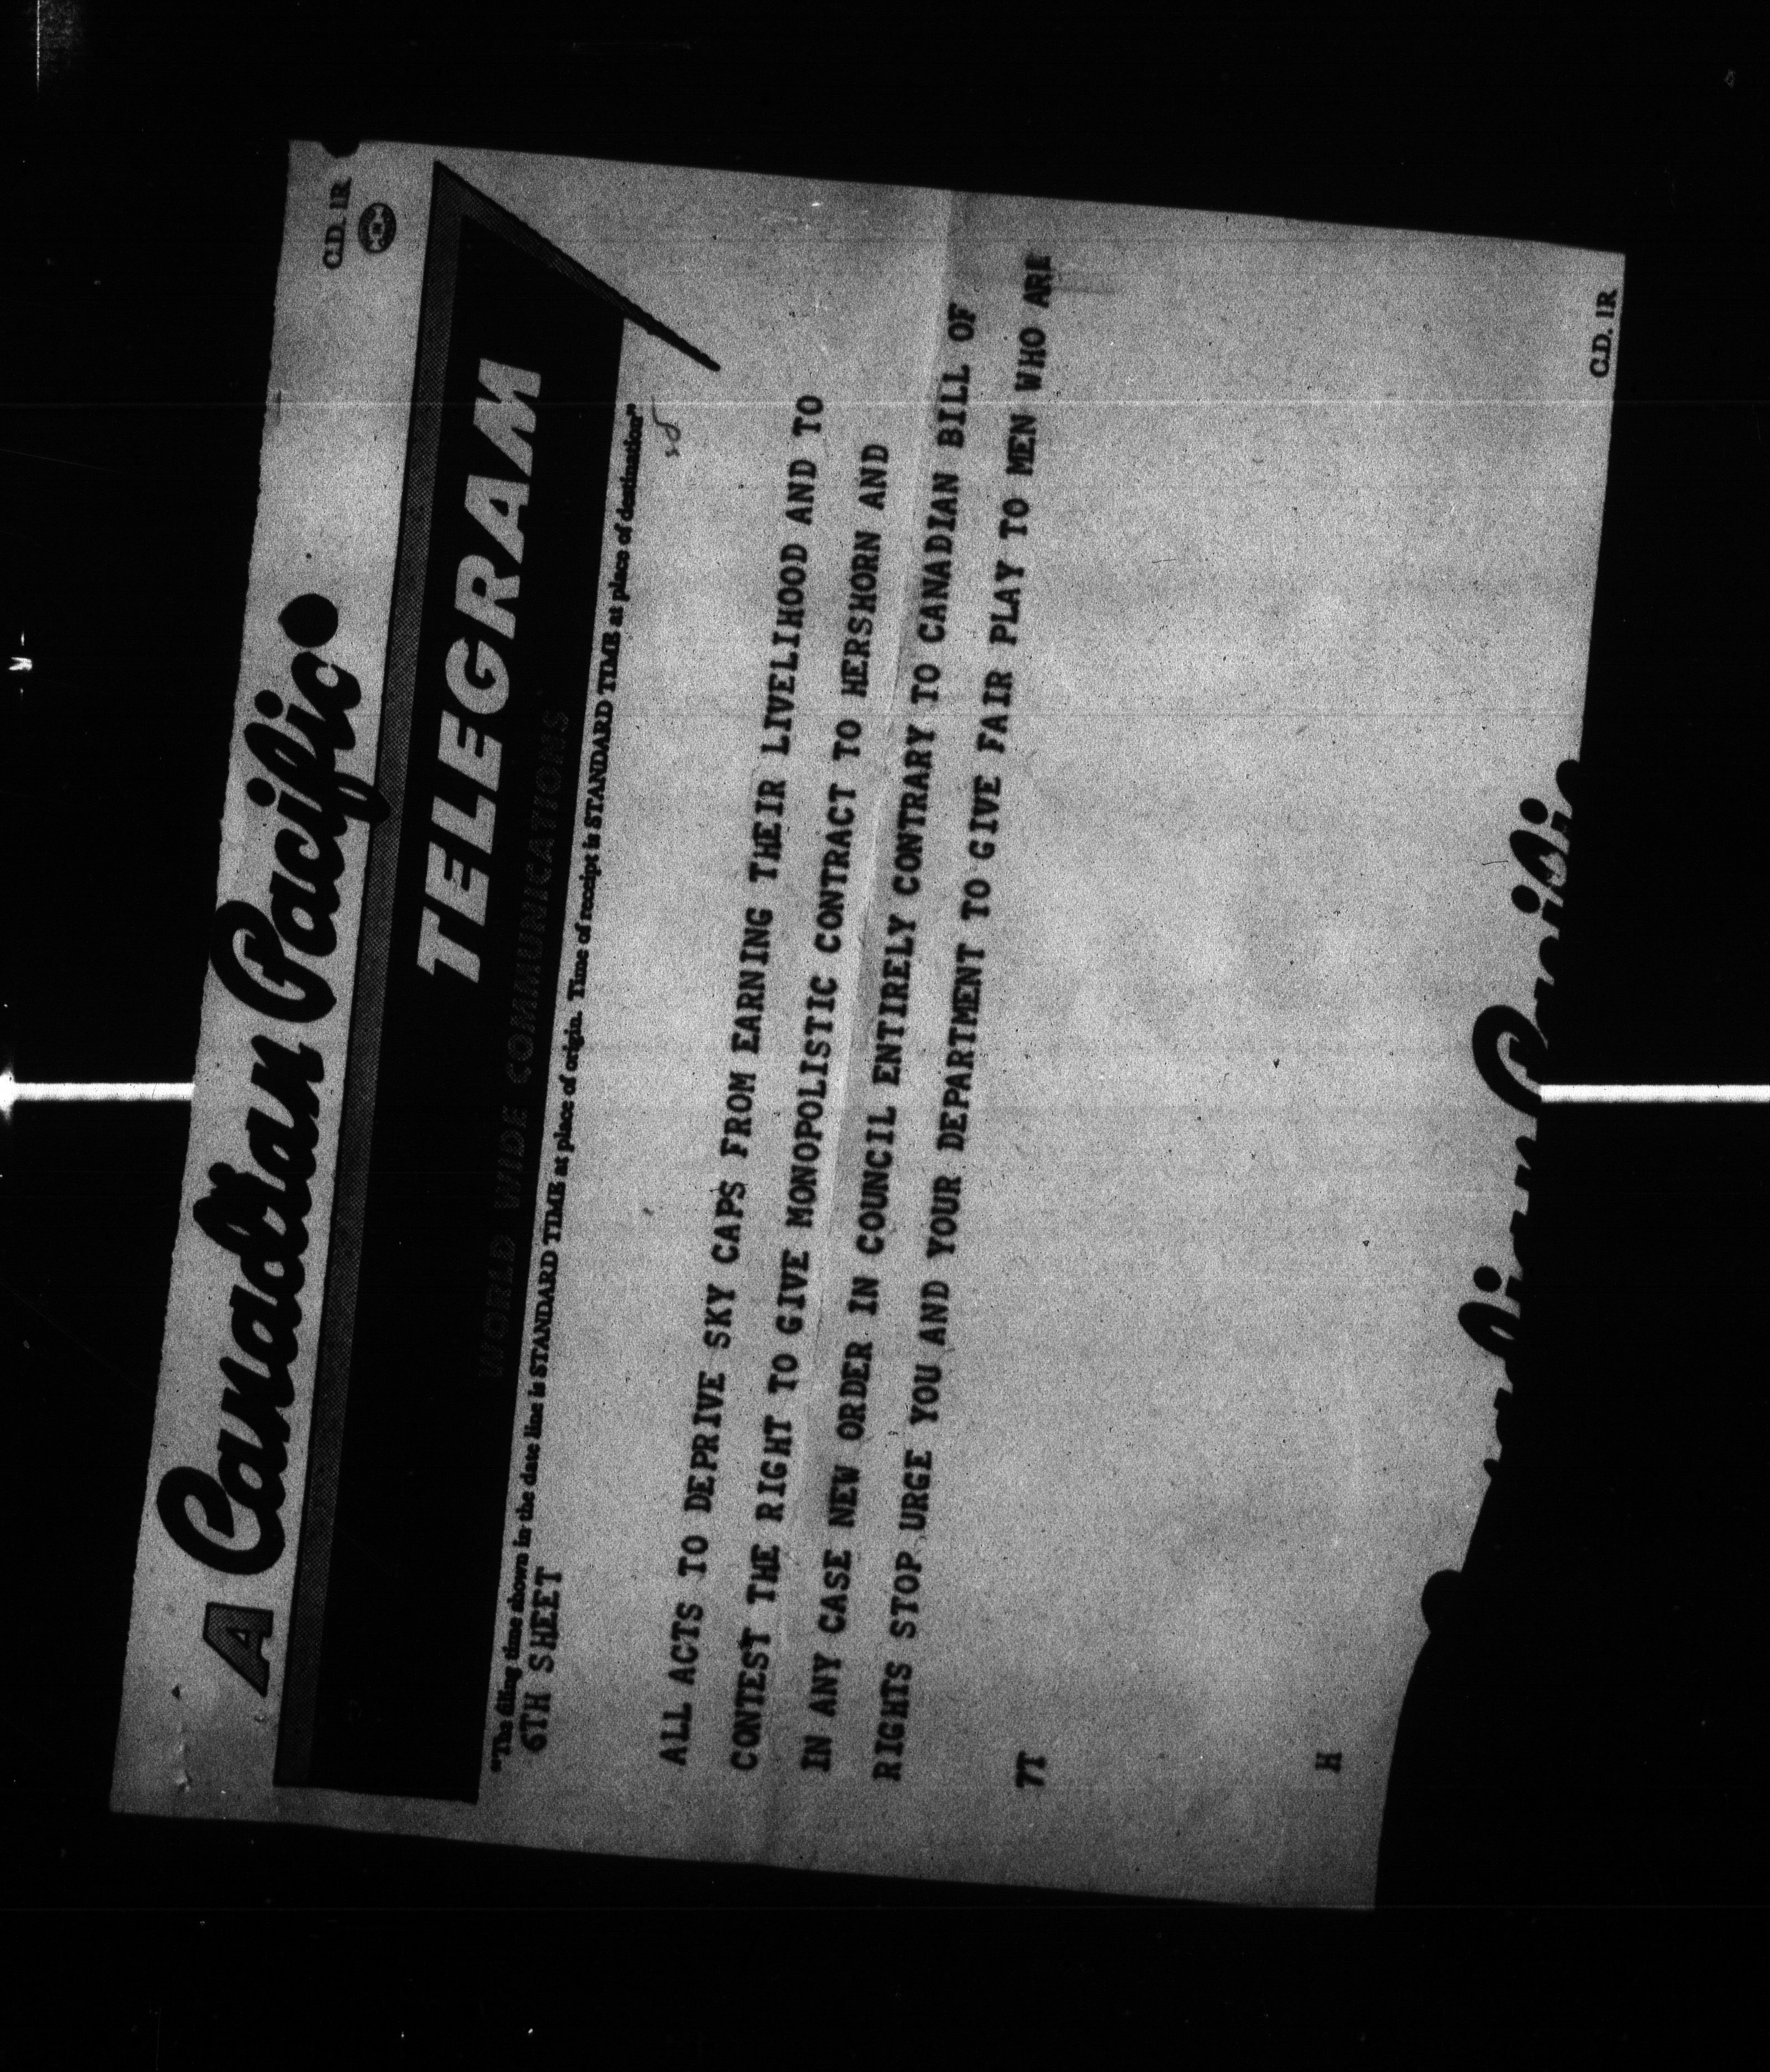 A Canadian Pacific
C.D. 1R
TELEGRAM
WORLD WIDE COMMUNICATIONS
"The filing time shown in the date line is STANDARD TIME at place of origin. Time of receipt is STANDARD TIME at place of destination"
6TH SHEET
ALL ACTS TO DEPRIVE SKY CAPS FROM EARNING THEIR LIVELIHOOD AND TO
CONTEST THE RIGHT TO GIVE MONOPOLISTIC CONTRACT TO HERSHORN AND
IN ANY CASE NEW ORDER IN COUNCIL ENTIRELY CONTRARY TO CANADIAN BILL OF
RIGHTS STOP URGE YOU AND YOUR DEPARTMENT TO GIVE FAIR PLAY TO MEN WHO ARE
77
H
C.D. 1R